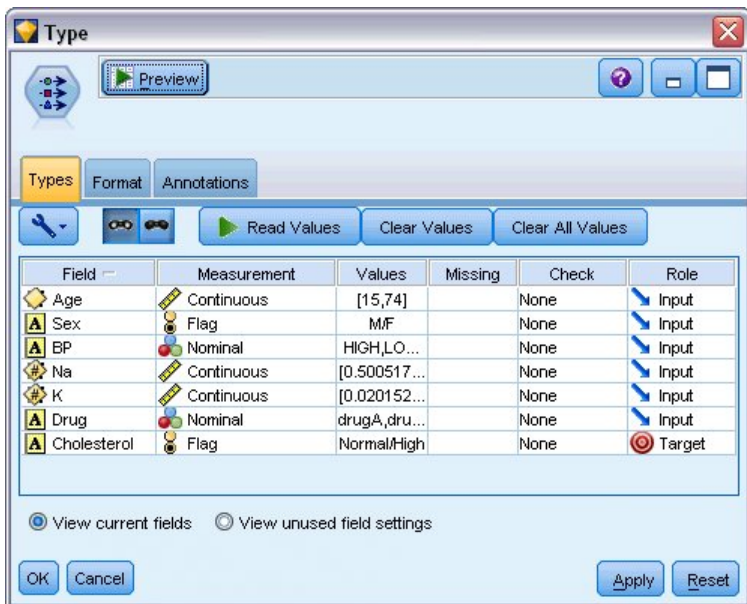 Type
Preview
Types Format Annotations
Read Values Clear Values Clear All Values
Field Measurement Values Missing Check Role
Age Continuous [15,74] None Input
A Sex Flag M/F None Input
A BP Nominal HIGH,LO... None Input
# Na Continuous [0.500517... None Input
# K Continuous [0.020152... None Input
A Drug Nominal drugA,dru... None Input
A Cholesterol Flag Normal/High None Target
View current fields View unused field settings
OK Cancel Apply Reset